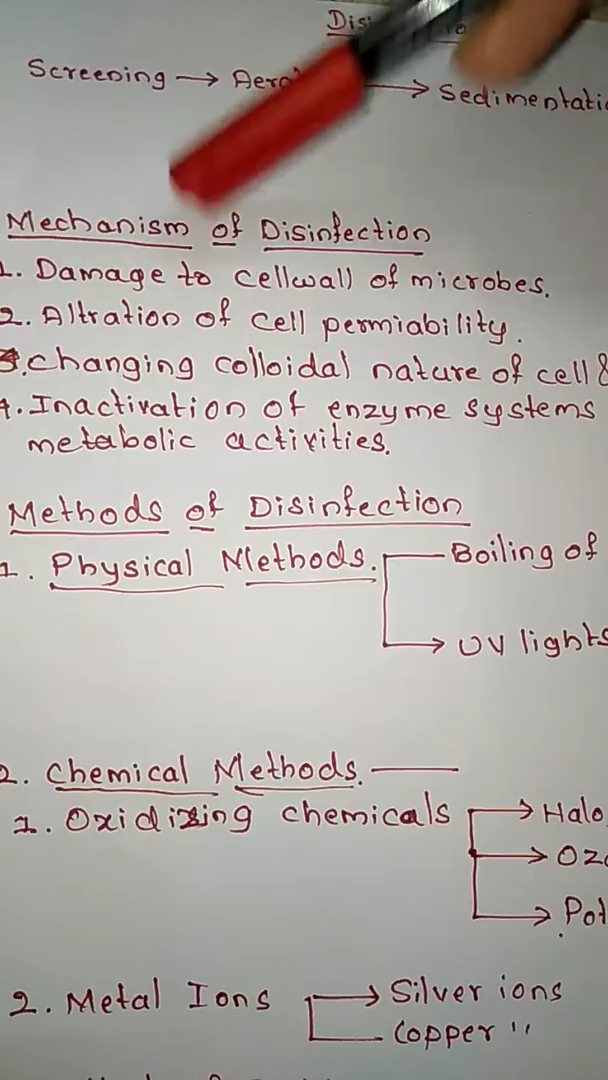 Screening → →Sedimentati
Mechanism of Disinfection
1. Damage to cellwall of microbes.
2. Altration of cell permiability.
3. changing colloidal nature of cell &
4. Inactivation of enzyme systems
metabolic activities.
Methods of Disinfection
1. Physical Methods. Boiling of
→ UV lights
2. Chemical Methods.
1. Oxidizing chemicals → Halo
→ Ozo
→ Pot
2. Metal Ions → Silver ions
Copper "